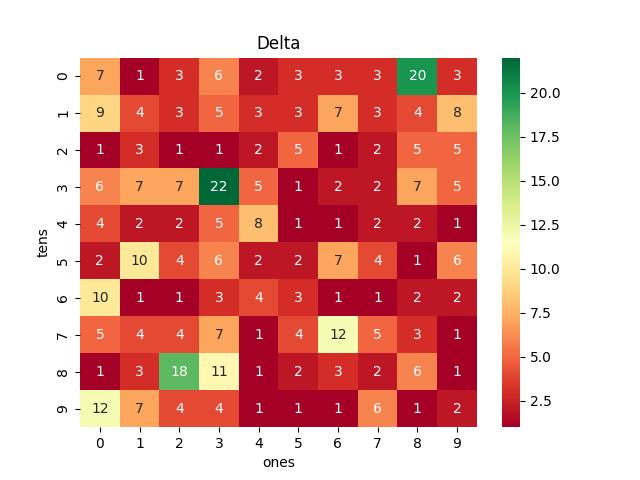 Delta
0 7 1 3 6 2 3 3 3 20 3
1 9 4 3 5 3 3 7 3 4 8
2 1 3 1 1 2 5 1 2 5 5
3 6 7 7 22 5 1 2 2 7 5
4 4 2 2 5 8 1 1 2 2 1
5 2 10 4 6 2 2 7 4 1 6
6 10 1 1 3 4 3 1 1 2 2
7 5 4 4 7 1 4 12 5 3 1
8 1 3 18 11 1 2 3 2 6 1
9 12 7 4 4 1 1 1 6 1 2
0 1 2 3 4 5 6 7 8 9
ones
tens
20.0
17.5
15.0
12.5
10.0
7.5
5.0
2.5